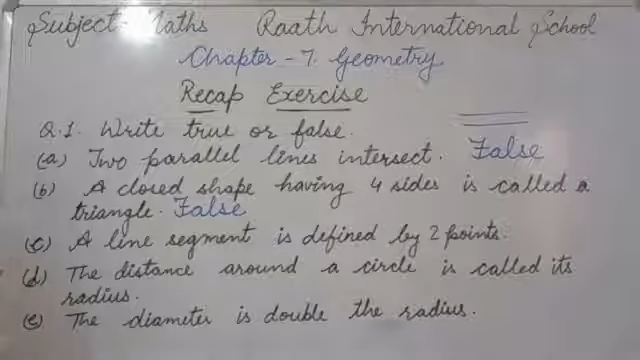 Subject- Maths Raath International School
Chapter - 7. Geometry
Recap Exercise
Q.1. Write true or false.
(a) Two parallel lines intersect. False
(b) A closed shape having 4 sides is called a
triangle. False
(c) A line segment is defined by 2 points.
(d) The distance around a circle is called its
radius.
(e) The diameter is double the radius.